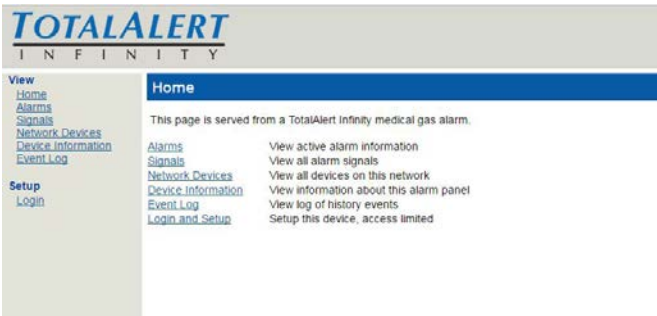 TOTALALERT
INFINITY
View
Home
Alarms
Signals
Network Devices
Device Information
Event Log
Setup
Login
Home
This page is served from a TotalAlert Infinity medical gas alarm.
Alarms View active alarm information
Signals View all alarm signals
Network Devices View all devices on this network
Device Information View information about this alarm panel
Event Log View log of history events
Login and Setup Setup this device, access limited